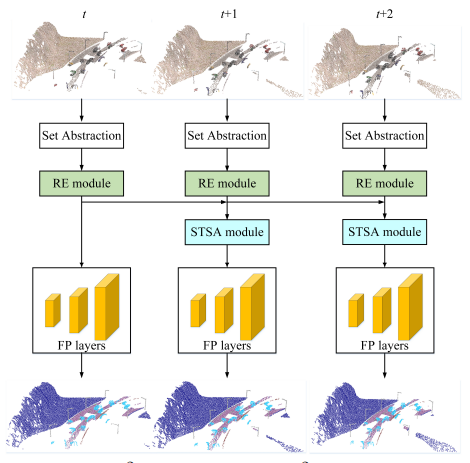 t t+1 t+2
Set Abstraction Set Abstraction Set Abstraction
RE module RE module RE module
STSA module STSA module
FP layers FP layers FP layers